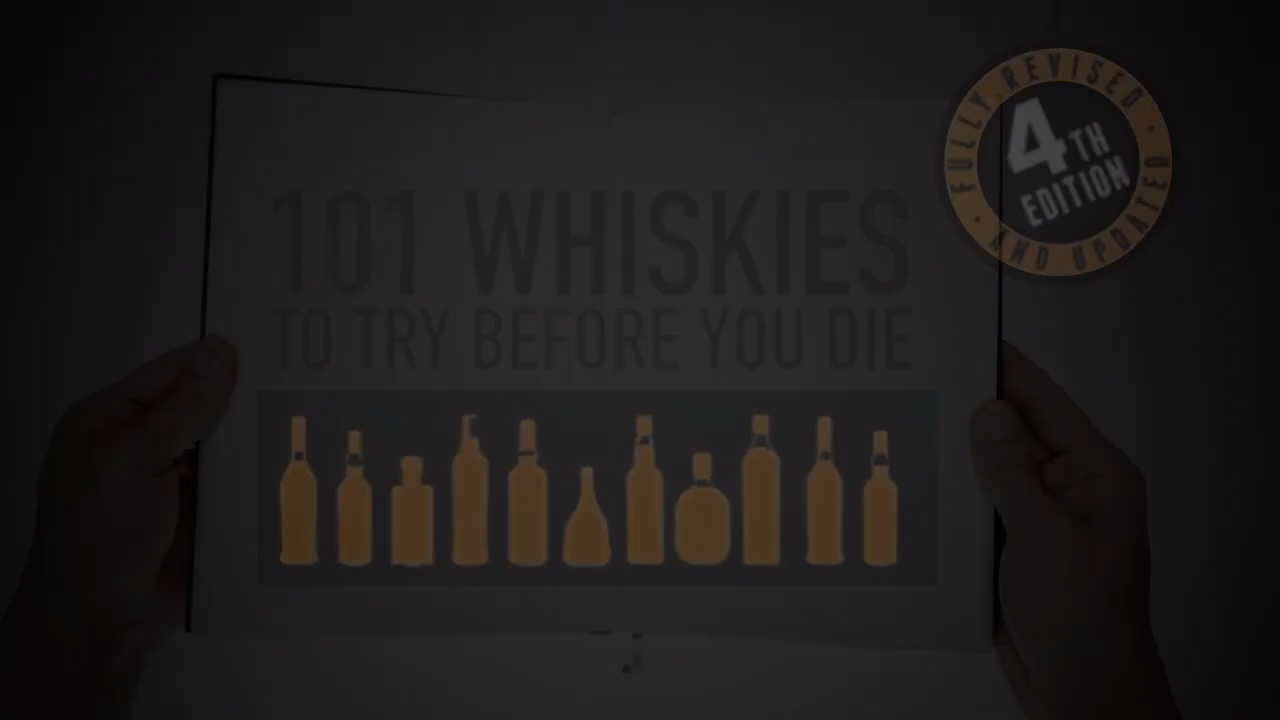 101 WHISKIES
TO TRY BEFORE YOU DIE
FULLY REVISED
4TH
EDITION
AND UPDATED